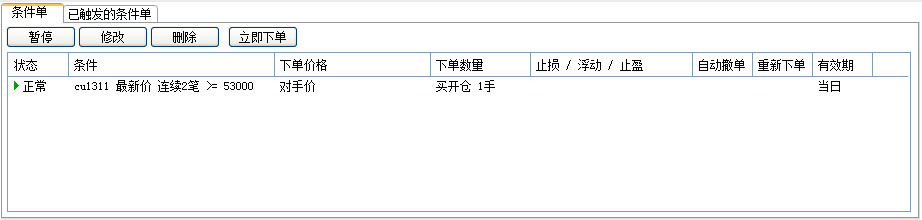 条件单 已触发的条件单
暂停 修改 删除 立即下单
状态 条件 下单价格 下单数量 止损 / 浮动 / 止盈 自动撤单 重新下单 有效期
正常 cu1311 最新价 连续2笔 >= 53000 对手价 买开仓 1手 当日